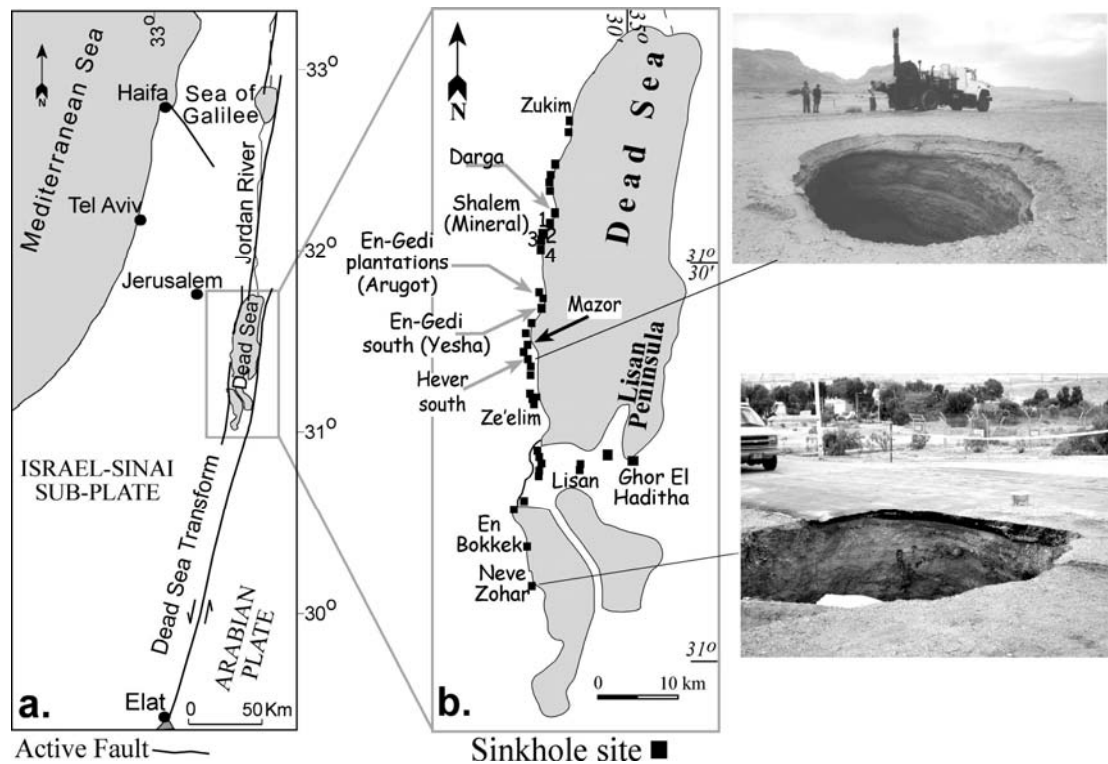 33°
Mediterranean Sea
N
Haifa
Sea of
Galilee
33°
Jordan River
Tel Aviv
32°
Jerusalem
Dead Sea
31°
ISRAEL-SINAI
SUB-PLATE
Dead Sea Transform
ARABIAN
PLATE
30°
Elat
a.
0 50 Km
Active Fault
35°
30'
N
Zukim
Dead Sea
Darga
Shalem
(Mineral)
1
3 2
4
31°
30'
En-Gedi
plantations
(Arugot)
Mazor
En-Gedi
south (Yesha)
Hever
south
Lisan
Peninsula
Ze'elim
Lisan
Ghor El
Haditha
En
Bokkek
Neve
Zohar
31°
0 10 km
b.
Sinkhole site